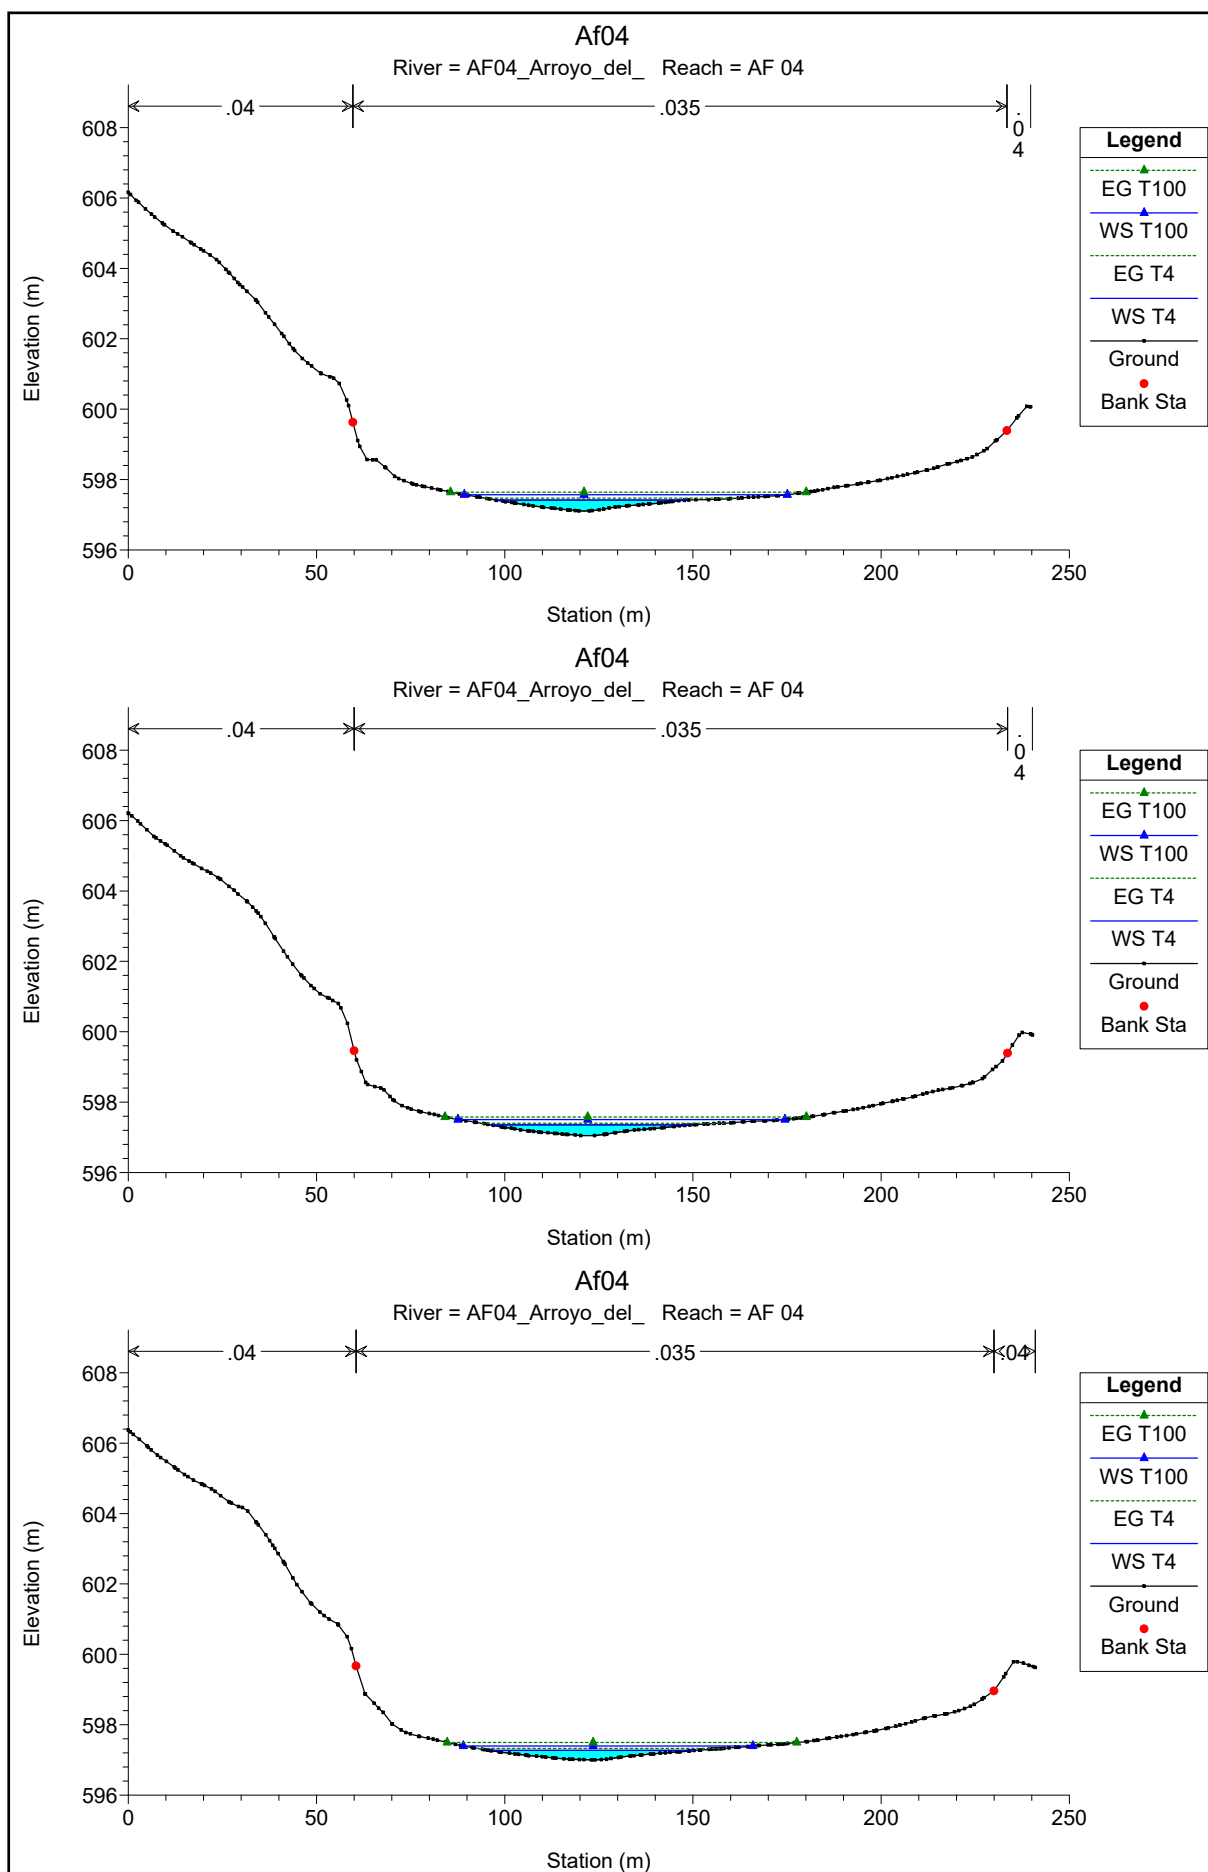 Af04
River = AF04_Arroyo_del_   Reach = AF 04
.04
.035
.04
608
606
604
602
600
598
596
Elevation (m)
0
50
100
150
200
250
Station (m)
Legend
EG T100
WS T100
EG T4
WS T4
Ground
Bank Sta
Af04
River = AF04_Arroyo_del_   Reach = AF 04
.04
.035
.04
608
606
604
602
600
598
596
Elevation (m)
0
50
100
150
200
250
Station (m)
Legend
EG T100
WS T100
EG T4
WS T4
Ground
Bank Sta
Af04
River = AF04_Arroyo_del_   Reach = AF 04
.04
.035
.04
608
606
604
602
600
598
596
Elevation (m)
0
50
100
150
200
250
Station (m)
Legend
EG T100
WS T100
EG T4
WS T4
Ground
Bank Sta